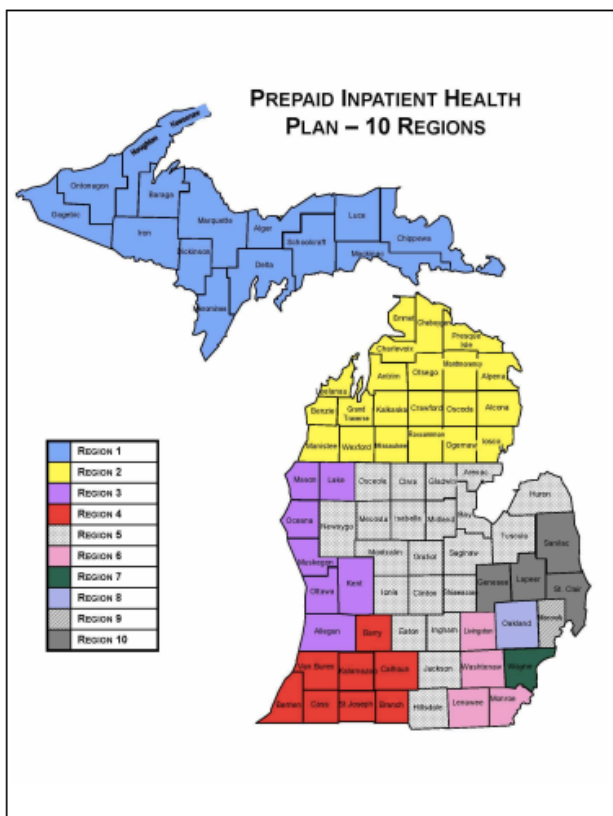 PREPAID INPATIENT HEALTH
PLAN – 10 REGIONS
Keweenaw
Houghton
Ontonagon
Baraga
Gogebic
Marquette
Luce
Alger
Iron
Chippewa
Schoolcraft
Mackinac
Dickinson
Delta
Menominee
Emmet
Cheboygan
Presque
Isle
Charlevoix
Montmorency
Antrim
Otsego
Alpena
Leelanau
Benzie
Grand
Traverse
Kalkaska
Crawford
Oscoda
Alcona
Manistee
Wexford
Missaukee
Roscommon
Ogemaw
Iosco
REGION 1
REGION 2
REGION 3
REGION 4
REGION 5
REGION 6
REGION 7
REGION 8
REGION 9
REGION 10
Mason
Lake
Osceola
Clare
Gladwin
Arenac
Huron
Oceana
Newaygo
Mecosta
Isabella
Midland
Bay
Tuscola
Sanilac
Muskegon
Montcalm
Gratiot
Saginaw
Ottawa
Kent
Ionia
Clinton
Shiawassee
Genesee
Lapeer
St. Clair
Allegan
Barry
Eaton
Ingham
Livingston
Oakland
Macomb
Van Buren
Kalamazoo
Calhoun
Jackson
Washtenaw
Wayne
Berrien
Cass
St Joseph
Branch
Hillsdale
Lenawee
Monroe